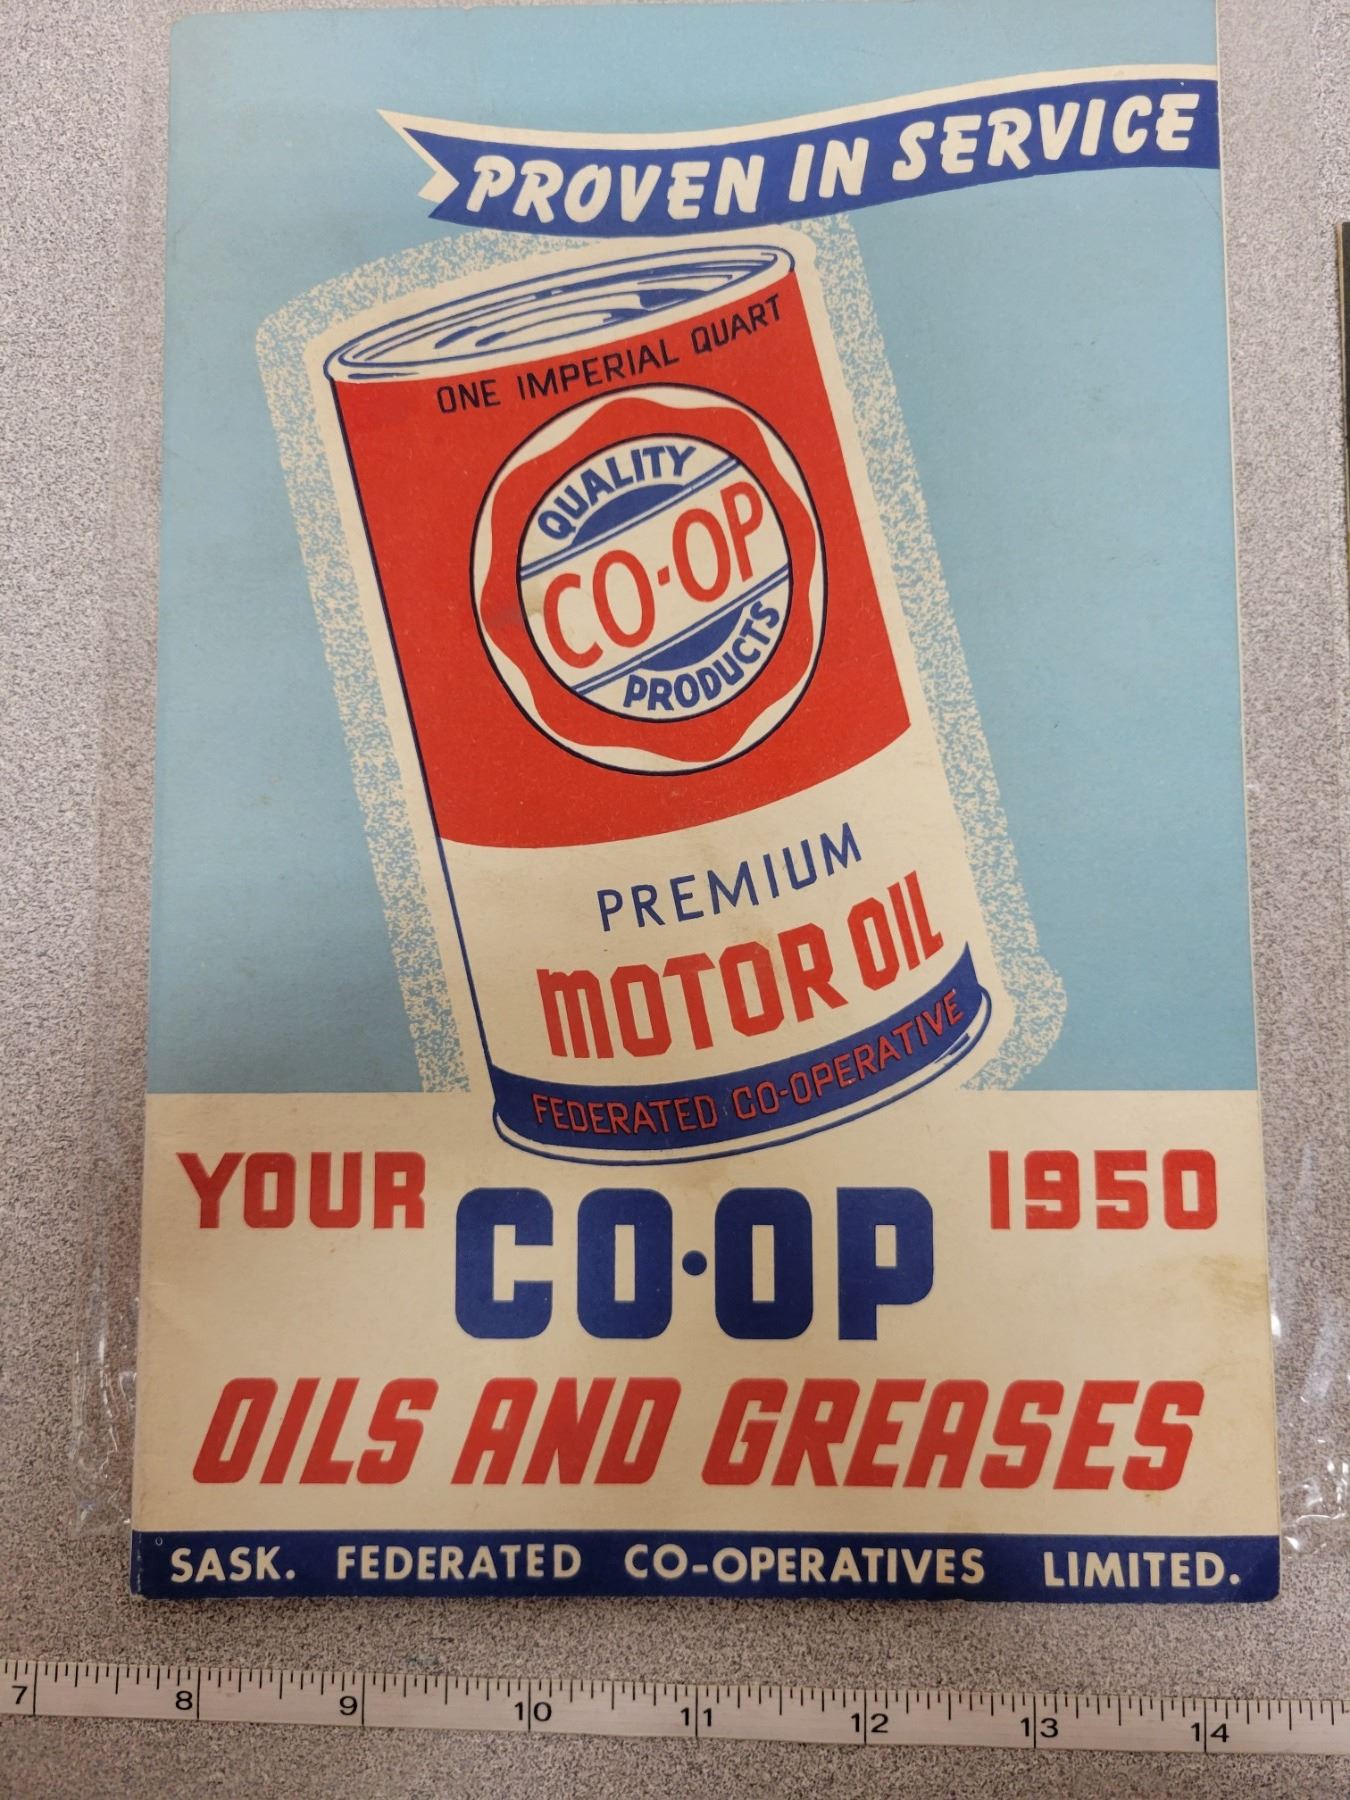 PROVEN IN SERVICE
ONE IMPERIAL QUART
QUALITY
CO-OP
PRODUCTS
PREMIUM
MOTOR OIL
FEDERATED CO-OPERATIVE
YOUR CO·OP 1950
OILS AND GREASES
SASK. FEDERATED CO-OPERATIVES LIMITED.
7 8 9 10 11 12 13 14